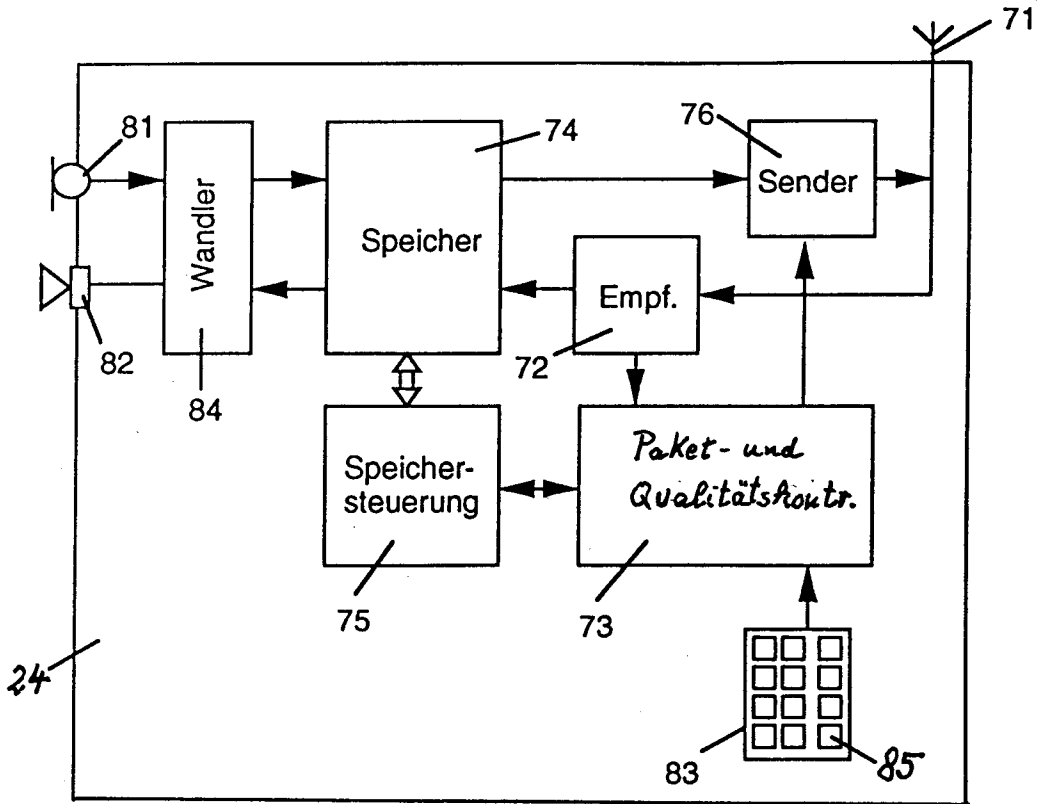 71
81
74
76
Wandler
Speicher
Sender
Empf.
82
84
72
Speicher-
steuerung
Paket- und
Qualitätskontr.
75
73
24
83
85